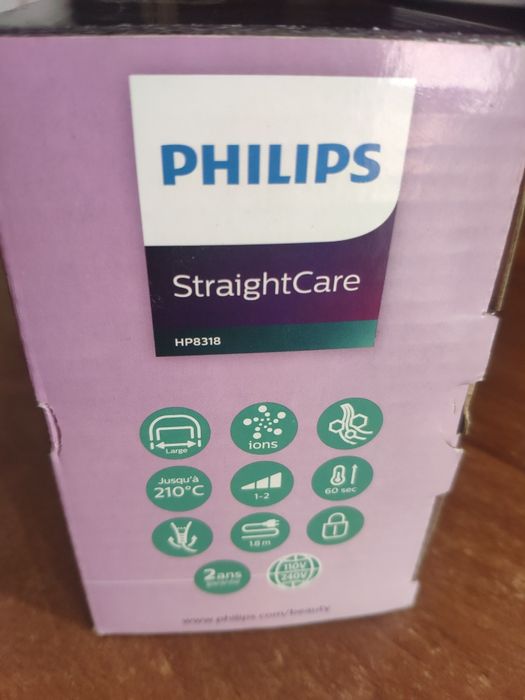 PHILIPS
StraightCare
HP8318
Large
ions
Jusqu'à
210°C
1-2
60 sec
1.8 m
2 ans
garantie
110V
240V
www.philips.com/beauty